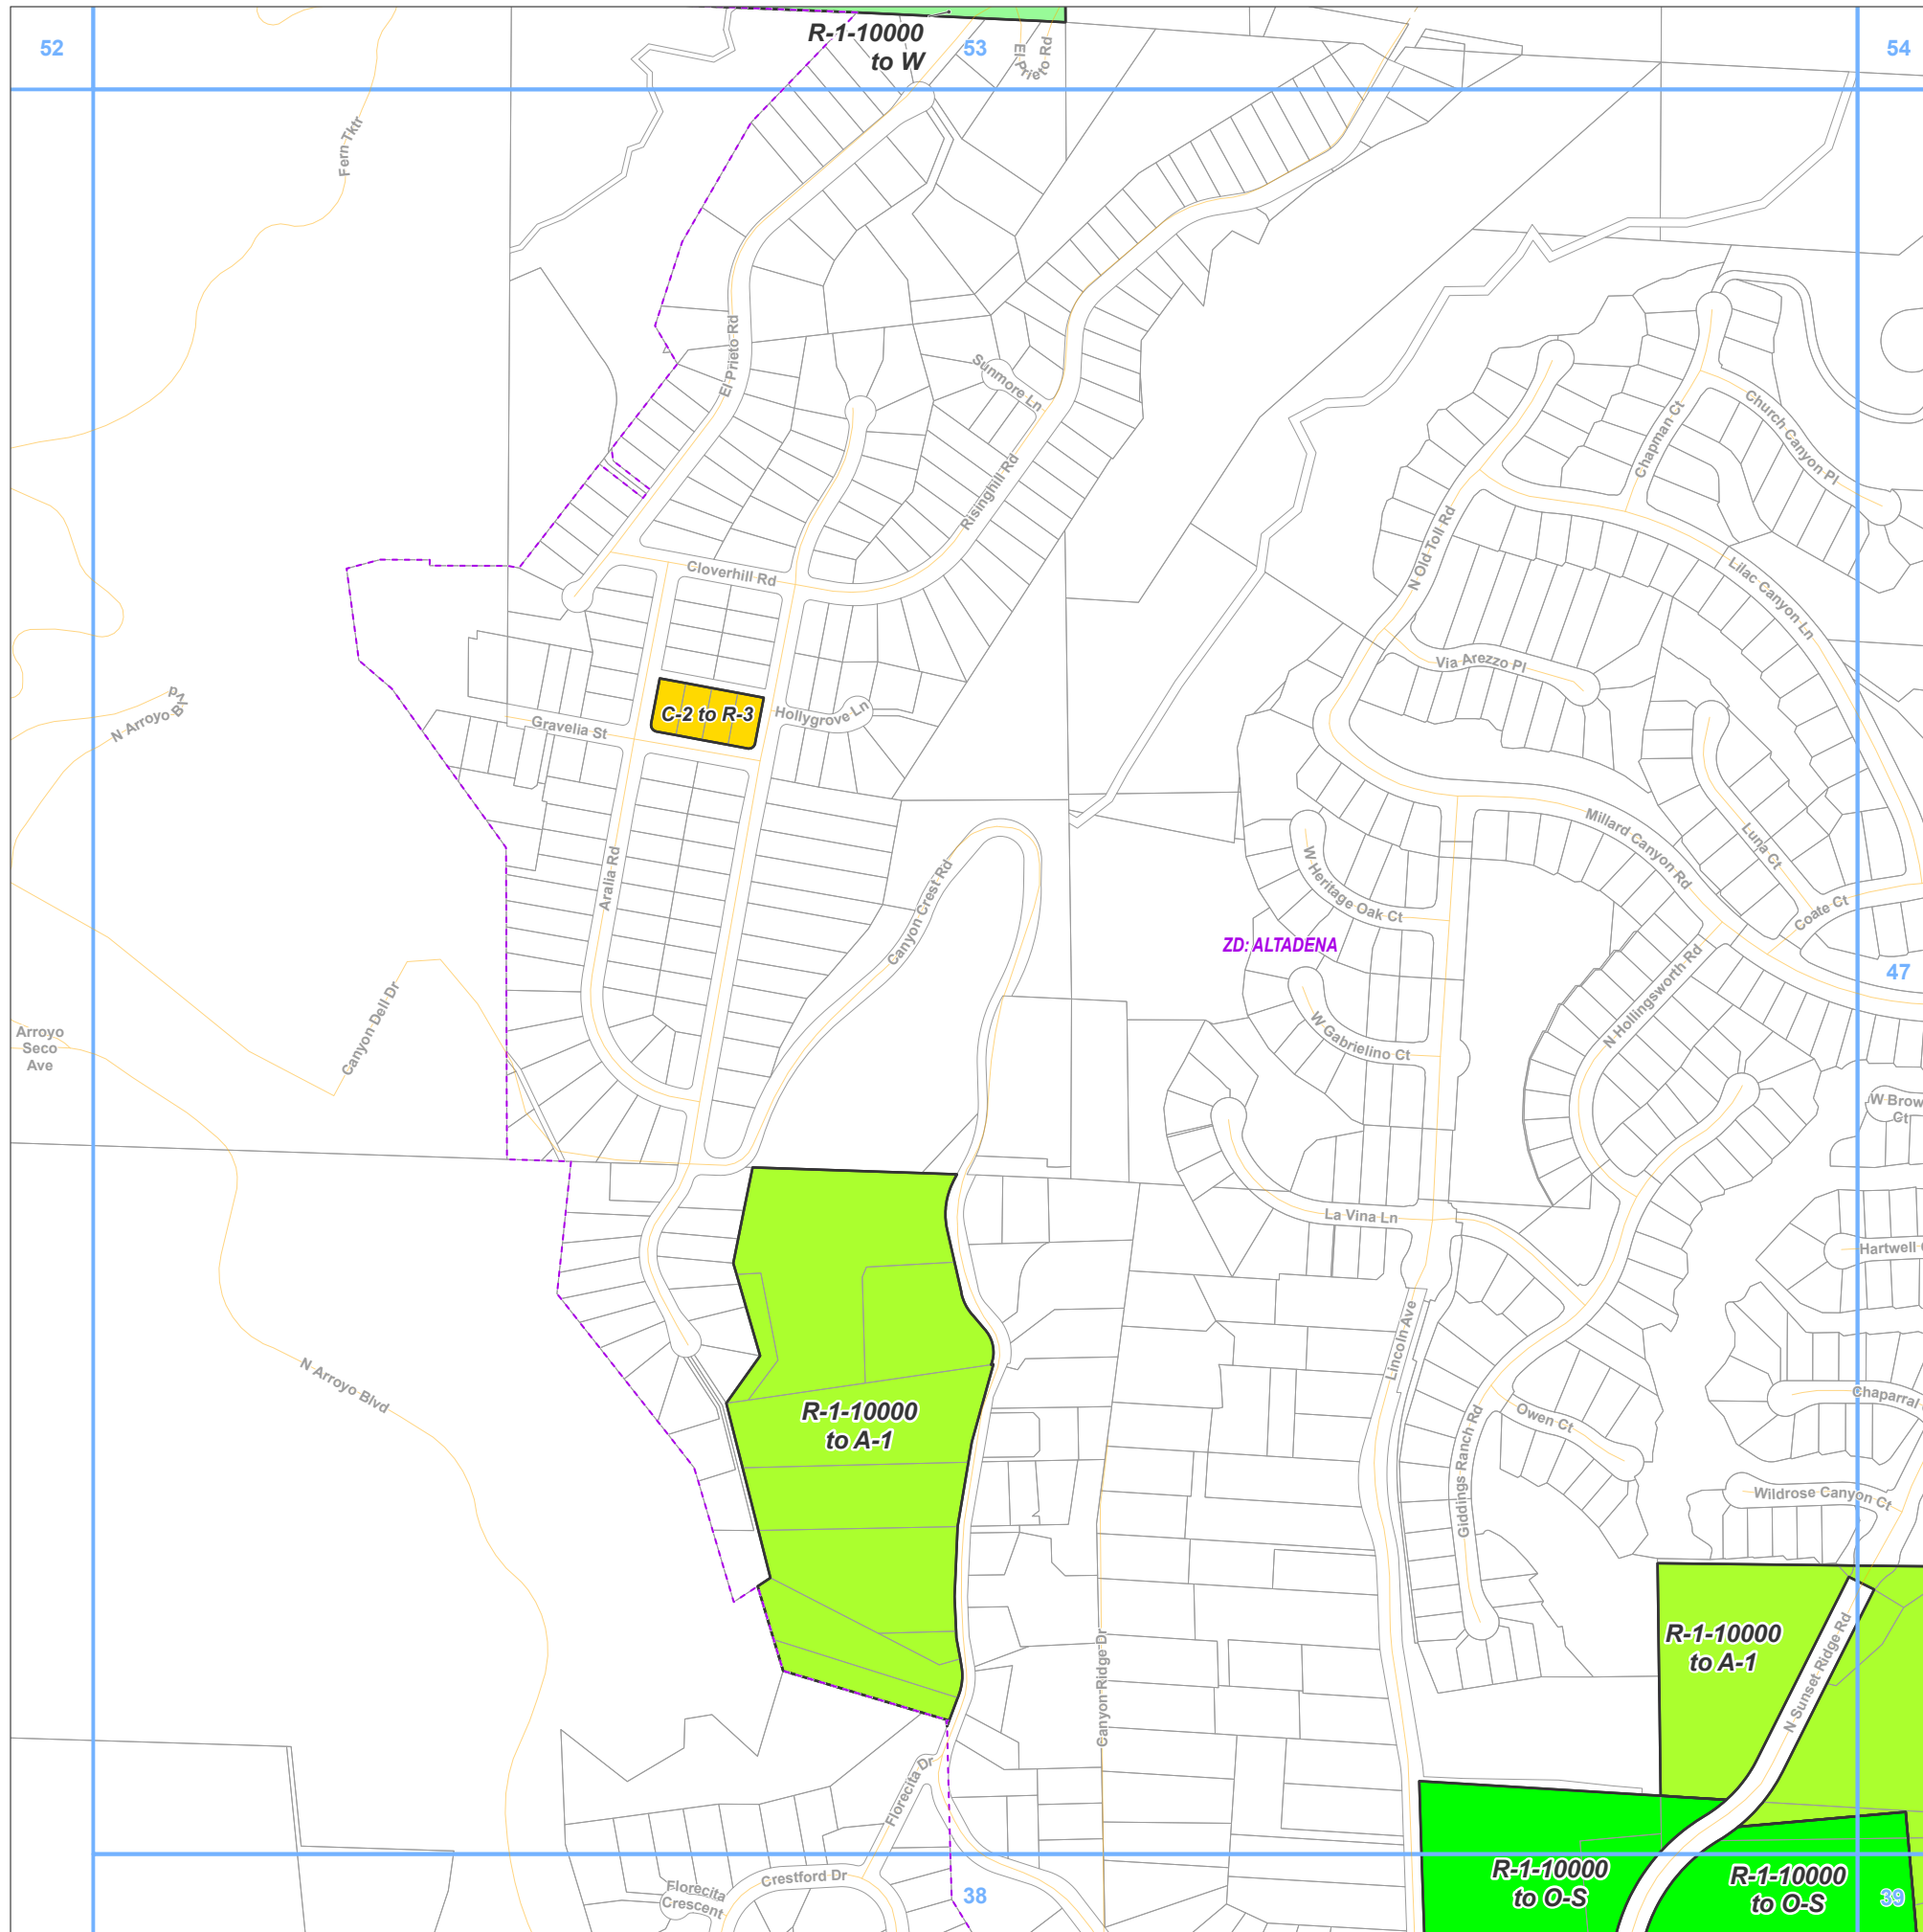 52
R-1-10000
to W
53
El Prieto Rd
54
Fern Tktr
El Prieto Rd
Sunmore Ln
Risinghill Rd
Cloverhill Rd
Chapman Ct
Church Canyon Pl
N Old Toll Rd
Lilac Canyon Ln
Via Arezzo Pl
N Arroyo Bl
C-2 to R-3
Hollygrove Ln
Gravelia St
Aralia Rd
Canyon Crest Rd
Millard Canyon Rd
Luna Ct
W Heritage Oak Ct
Coate Ct
ZD: ALTADENA
47
N Hollingsworth Rd
Canyon Dell Dr
Arroyo
Seco
Ave
W Gabrielino Ct
W Brow
Ct
La Vina Ln
Hartwell
Lincoln Ave
N Arroyo Blvd
R-1-10000
to A-1
Chaparral
Owen Ct
Giddings Ranch Rd
Wildrose Canyon Ct
R-1-10000
to A-1
N Sunset Ridge Rd
Canyon Ridge Dr
Florecita Dr
Crestford Dr
Florecita
Crescent
38
R-1-10000
to O-S
R-1-10000
to O-S
39